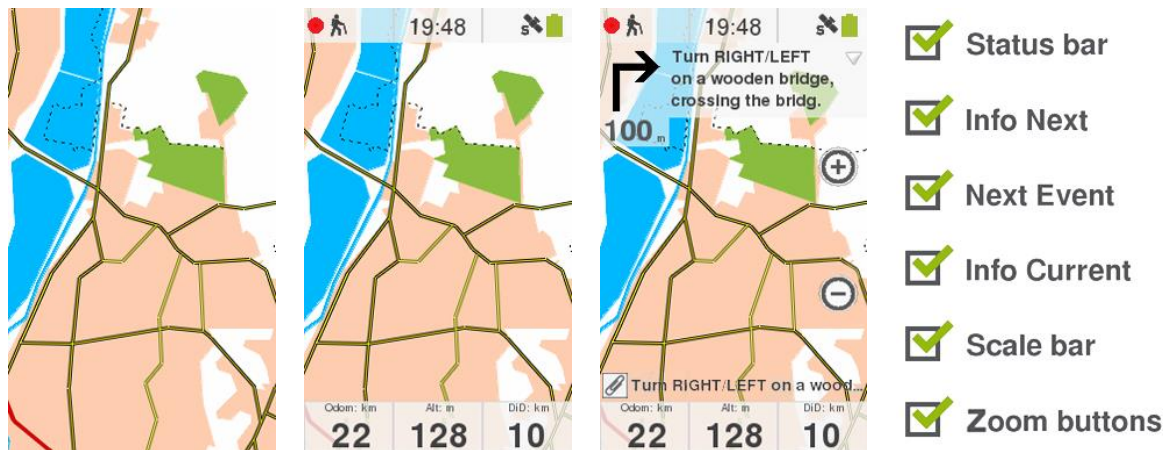 19:48
S
Odom: km
Alt: m
DiD: km
22
128
10
19:48
S
Turn RIGHT/LEFT
on a wooden bridge,
crossing the bridg.
100 m
Turn RIGHT/LEFT on a wood...
Odom: km
Alt: m
DiD: km
22
128
10
Status bar
Info Next
Next Event
Info Current
Scale bar
Zoom buttons